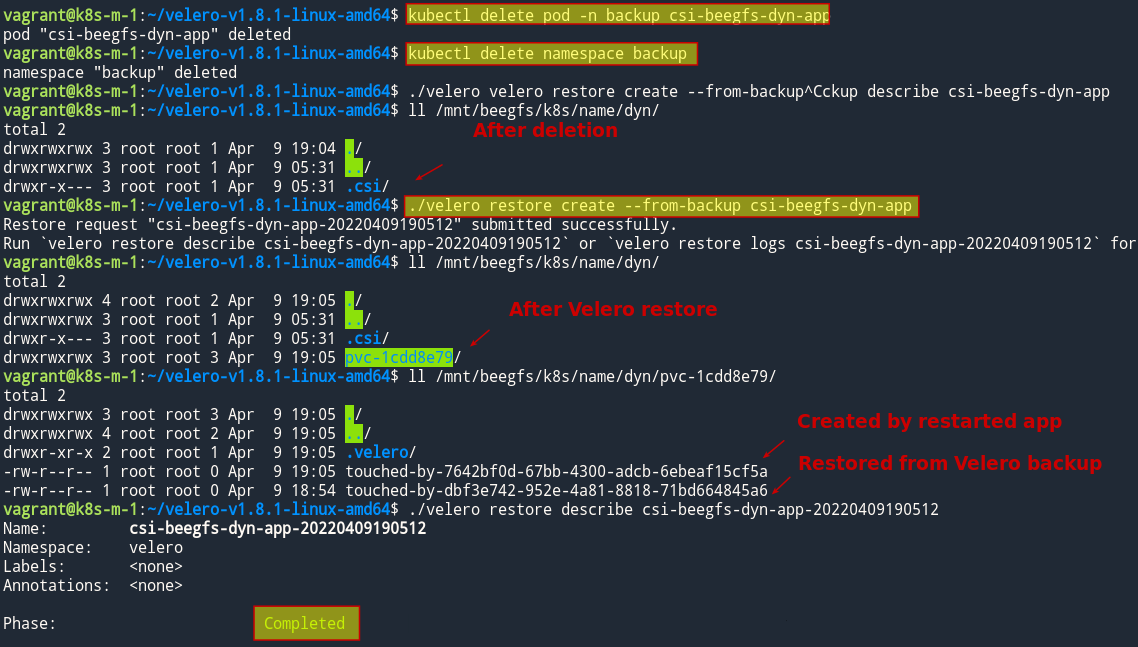 vagrant@k8s-m-1:~/velero-v1.8.1-linux-amd64$ kubectl delete pod -n backup csi-beegfs-dyn-app
pod "csi-beegfs-dyn-app" deleted
vagrant@k8s-m-1:~/velero-v1.8.1-linux-amd64$ kubectl delete namespace backup
namespace "backup" deleted
vagrant@k8s-m-1:~/velero-v1.8.1-linux-amd64$ ./velero velero restore create --from-backup^Cckup describe csi-beegfs-dyn-app
vagrant@k8s-m-1:~/velero-v1.8.1-linux-amd64$ ll /mnt/beegfs/k8s/name/dyn/
total 2
After deletion
drwxrwxrwx 3 root root 1 Apr  9 19:04 ./
drwxrwxrwx 3 root root 1 Apr  9 05:31 ../
drwxr-x--- 3 root root 1 Apr  9 05:31 .csi/
vagrant@k8s-m-1:~/velero-v1.8.1-linux-amd64$ ./velero restore create --from-backup csi-beegfs-dyn-app
Restore request "csi-beegfs-dyn-app-20220409190512" submitted successfully.
Run `velero restore describe csi-beegfs-dyn-app-20220409190512` or `velero restore logs csi-beegfs-dyn-app-20220409190512` for
vagrant@k8s-m-1:~/velero-v1.8.1-linux-amd64$ ll /mnt/beegfs/k8s/name/dyn/
total 2
drwxrwxrwx 4 root root 2 Apr  9 19:05 ./
After Velero restore
drwxrwxrwx 3 root root 1 Apr  9 05:31 ../
drwxr-x--- 3 root root 1 Apr  9 05:31 .csi/
drwxrwxrwx 3 root root 3 Apr  9 19:05 pvc-1cdd8e79/
vagrant@k8s-m-1:~/velero-v1.8.1-linux-amd64$ ll /mnt/beegfs/k8s/name/dyn/pvc-1cdd8e79/
total 2
drwxrwxrwx 3 root root 3 Apr  9 19:05 ./
Created by restarted app
drwxrwxrwx 4 root root 2 Apr  9 19:05 ../
drwxr-xr-x 2 root root 1 Apr  9 19:05 .velero/
Restored from Velero backup
-rw-r--r-- 1 root root 0 Apr  9 19:05 touched-by-7642bf0d-67bb-4300-adcb-6ebeaf15cf5a
-rw-r--r-- 1 root root 0 Apr  9 18:54 touched-by-dbf3e742-952e-4a81-8818-71bd664845a6
vagrant@k8s-m-1:~/velero-v1.8.1-linux-amd64$ ./velero restore describe csi-beegfs-dyn-app-20220409190512
Name:         csi-beegfs-dyn-app-20220409190512
Namespace:    velero
Labels:       <none>
Annotations:  <none>
Phase:                       Completed